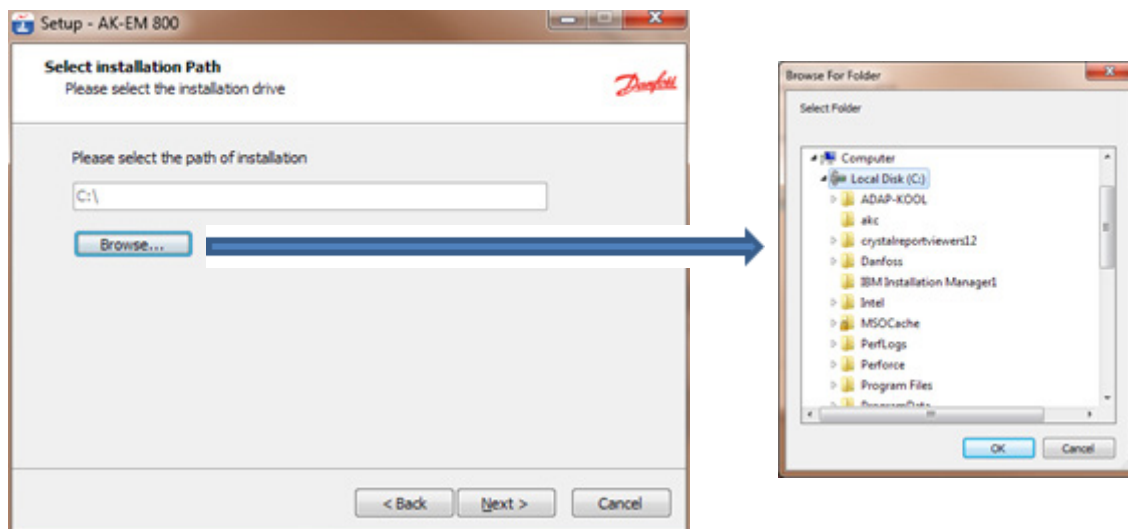 Setup - AK-EM 800
Select installation Path
Please select the installation drive
Danfoss
Please select the path of installation
C:\
Browse...
< Back
Next >
Cancel
Browse For Folder
Select Folder
Computer
Local Disk (C:)
ADAP-KOOL
akc
crystalreportviewers12
Danfoss
IBM Installation Manager1
Intel
MSOCache
PerfLogs
Perforce
Program Files
ProgramData
OK
Cancel